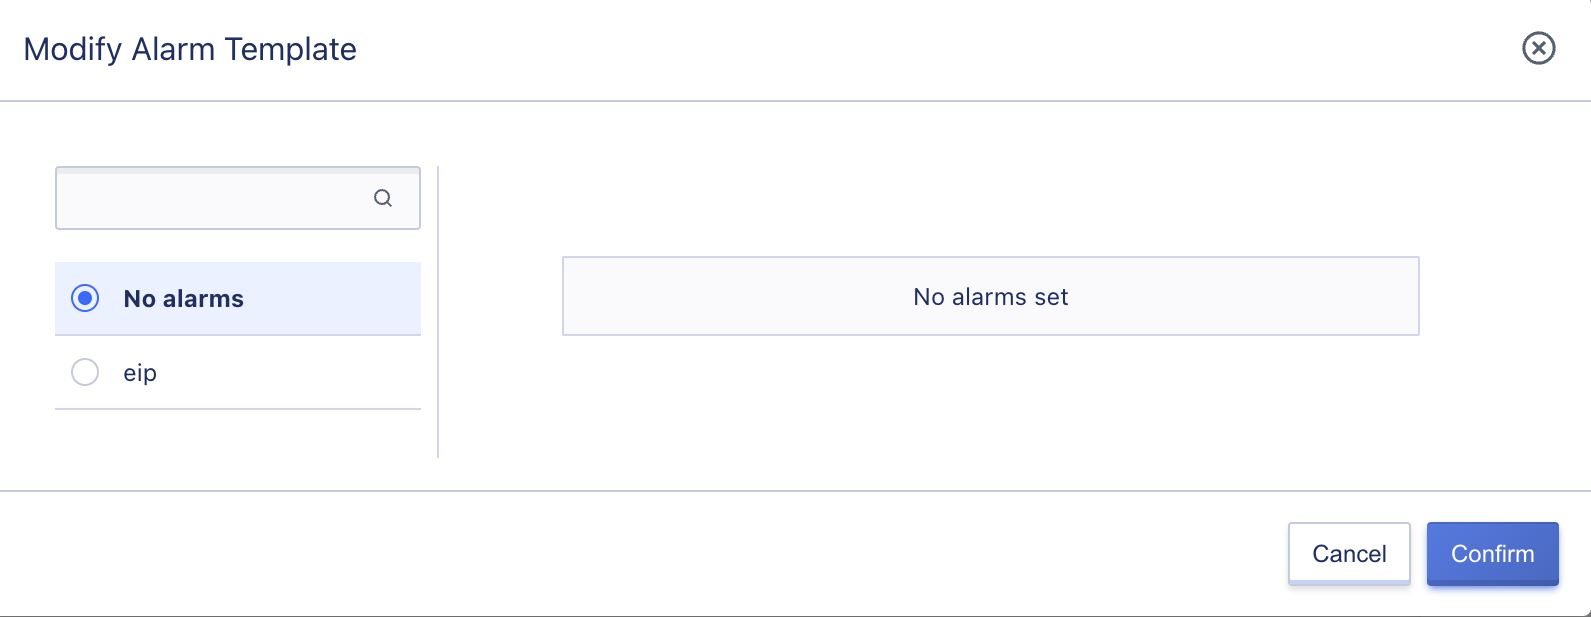 Modify Alarm Template
No alarms
eip
No alarms set
Cancel
Confirm